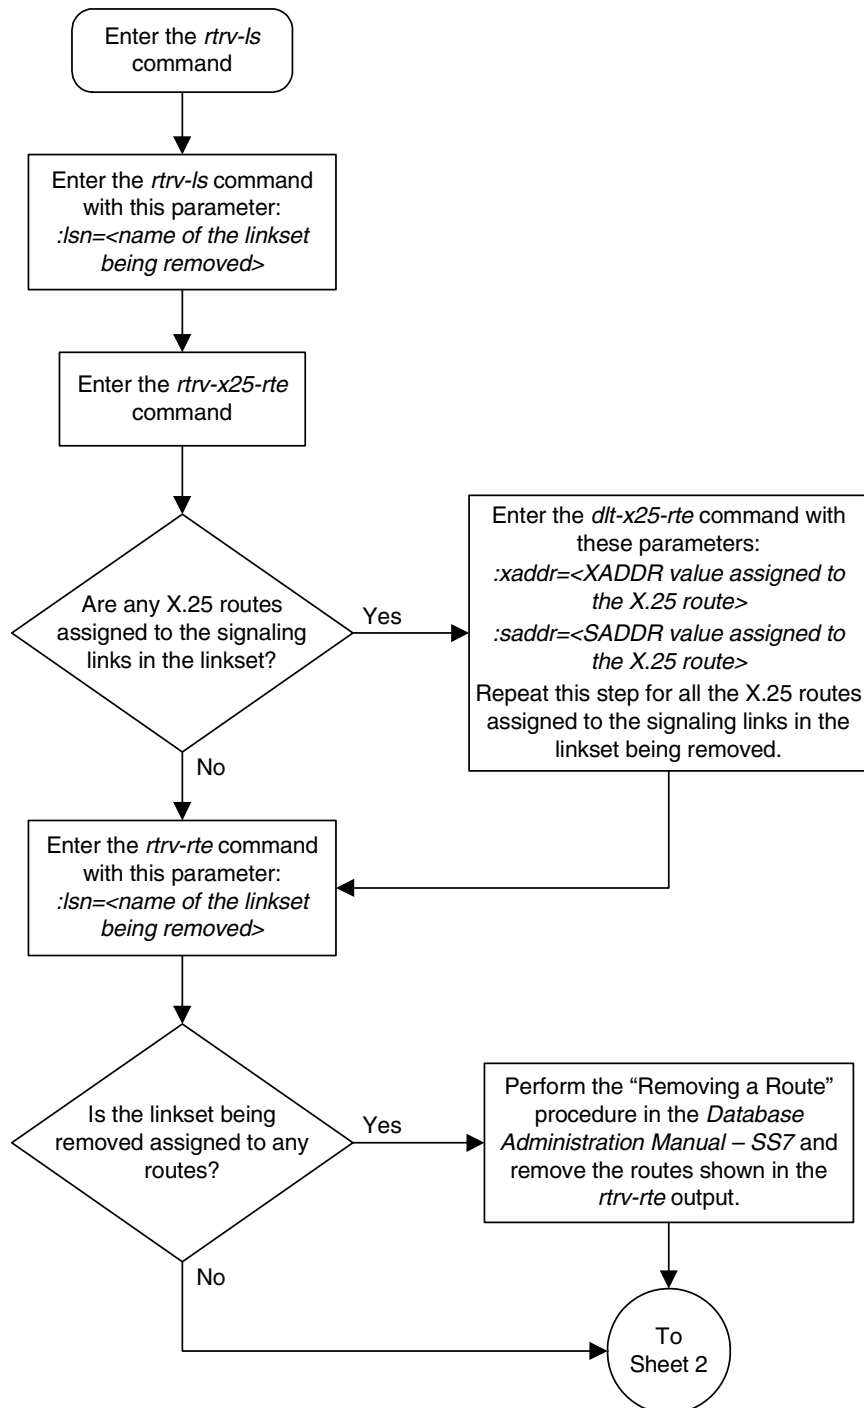 Enter the rtrv-ls
command
Enter the rtrv-ls command
with this parameter:
:lsn=<name of the linkset
being removed>
Enter the rtrv-x25-rte
command
Are any X.25 routes
assigned to the signaling
links in the linkset?
Yes
No
Enter the dlt-x25-rte command with
these parameters:
:xaddr=<XADDR value assigned to
the X.25 route>
:saddr=<SADDR value assigned to
the X.25 route>
Repeat this step for all the X.25 routes
assigned to the signaling links in the
linkset being removed.
Enter the rtrv-rte command
with this parameter:
:lsn=<name of the linkset
being removed>
Is the linkset being
removed assigned to any
routes?
Yes
No
Perform the “Removing a Route”
procedure in the Database
Administration Manual – SS7 and
remove the routes shown in the
rtrv-rte output.
To
Sheet 2